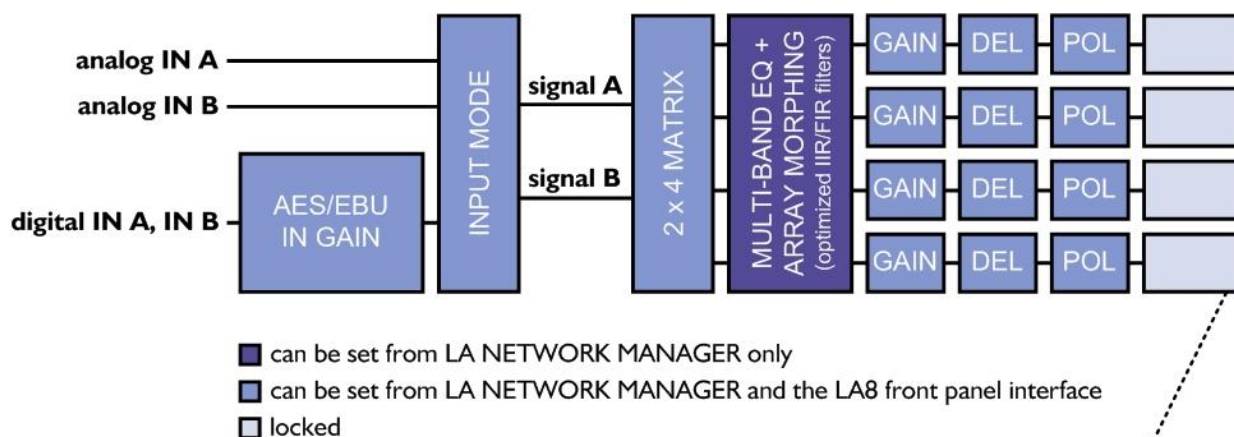 analog IN A
analog IN B
digital IN A, IN B
AES/EBU
IN GAIN
INPUT MODE
signal A
signal B
2 x 4 MATRIX
MULTI-BAND EQ +
ARRAY MORPHING
(optimized IIR/FIR filters)
GAIN DEL POL
GAIN DEL POL
GAIN DEL POL
GAIN DEL POL
can be set from LA NETWORK MANAGER only
can be set from LA NETWORK MANAGER and the LA8 front panel interface
locked